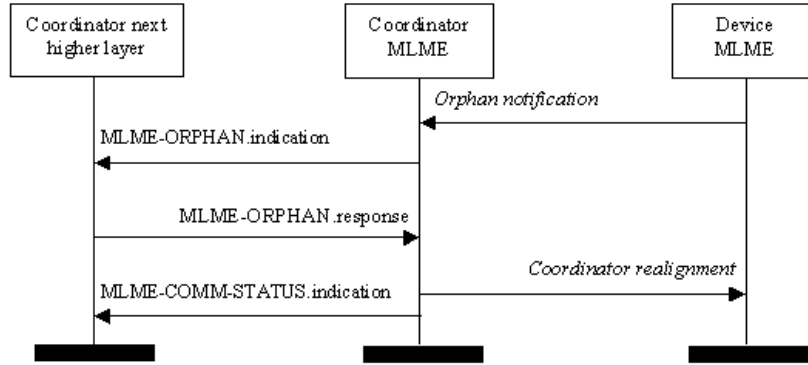 Coordinator next
higher layer
Coordinator
MLME
Device
MLME
Orphan notification
MLME-ORPHAN.indication
MLME-ORPHAN.response
Coordinator realignment
MLME-COMM-STATUS.indication